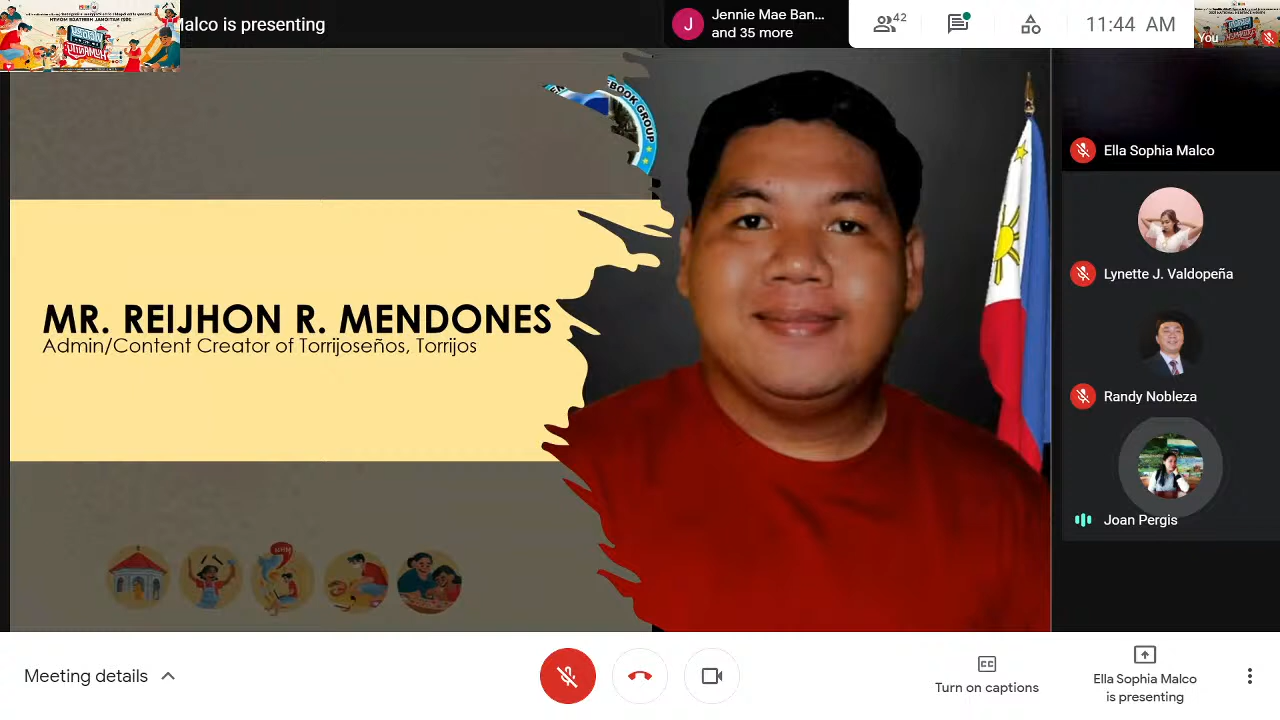 Malco is presenting
J
Jennie Mae Ban...
and 35 more
42
11:44 AM
You
BOOK GROUP
Ella Sophia Malco
Lynette J. Valdopeña
Randy Nobleza
Joan Pergis
MR. REIJHON R. MENDONES
Admin/Content Creator of Torrijoseños, Torrijos
Meeting details
CC
Turn on captions
Ella Sophia Malco
is presenting